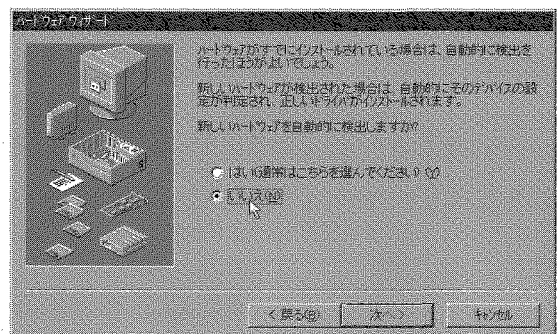 ハードウェア ウィザード
ハードウェアがすでにインストールされている場合は、自動的に検出を
行ったほうがよいでしょう。
新しいハードウェアが検出された場合は、自動的にそのデバイスの設
定が判定され、正しいドライバがインストールされます。
新しいハードウェアを自動的に検出しますか?
はい (通常はこちらを選んでください) (Y)
いいえ(N)
< 戻る(B)
次へ >
キャンセル